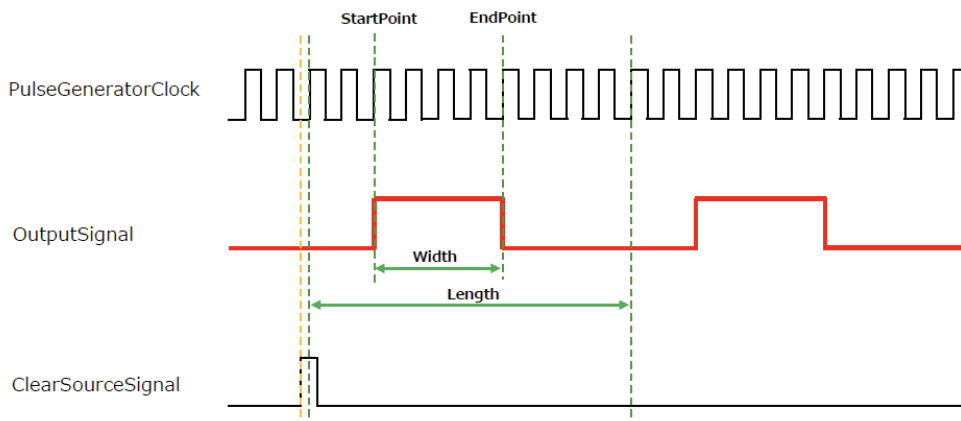 StartPoint EndPoint
PulseGeneratorClock
OutputSignal
Width
Length
ClearSourceSignal